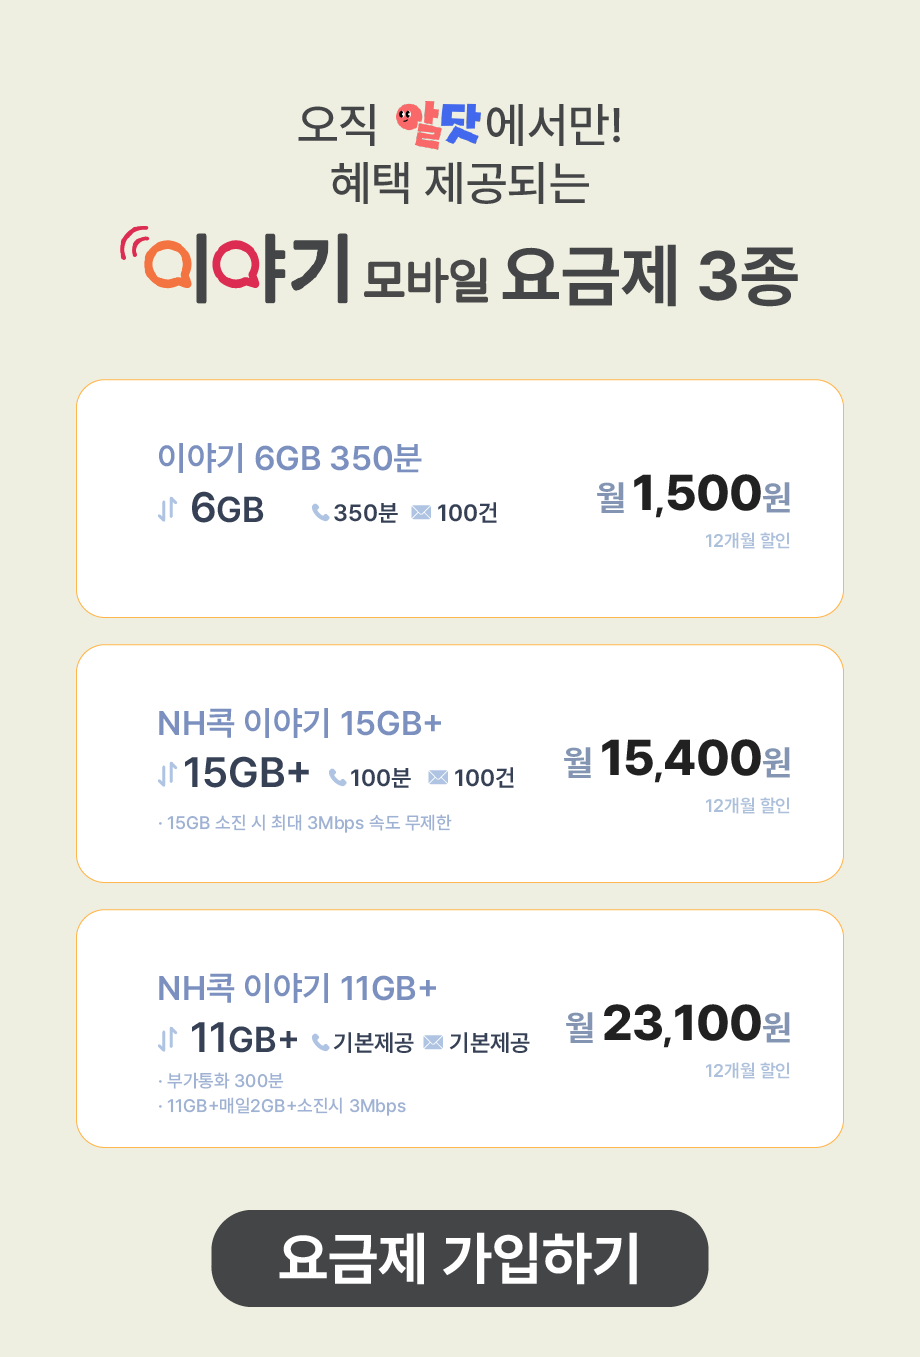 오직 알닷에서만!
혜택 제공되는
이야기 모바일 요금제 3종
이야기 6GB 350분
6GB 350분 100건
월 1,500원
12개월 할인
NH콕 이야기 15GB+
15GB+ 100분 100건
· 15GB 소진 시 최대 3Mbps 속도 무제한
월 15,400원
12개월 할인
NH콕 이야기 11GB+
11GB+ 기본제공 기본제공
· 부가통화 300분
· 11GB+매일2GB+소진시 3Mbps
월 23,100원
12개월 할인
요금제 가입하기